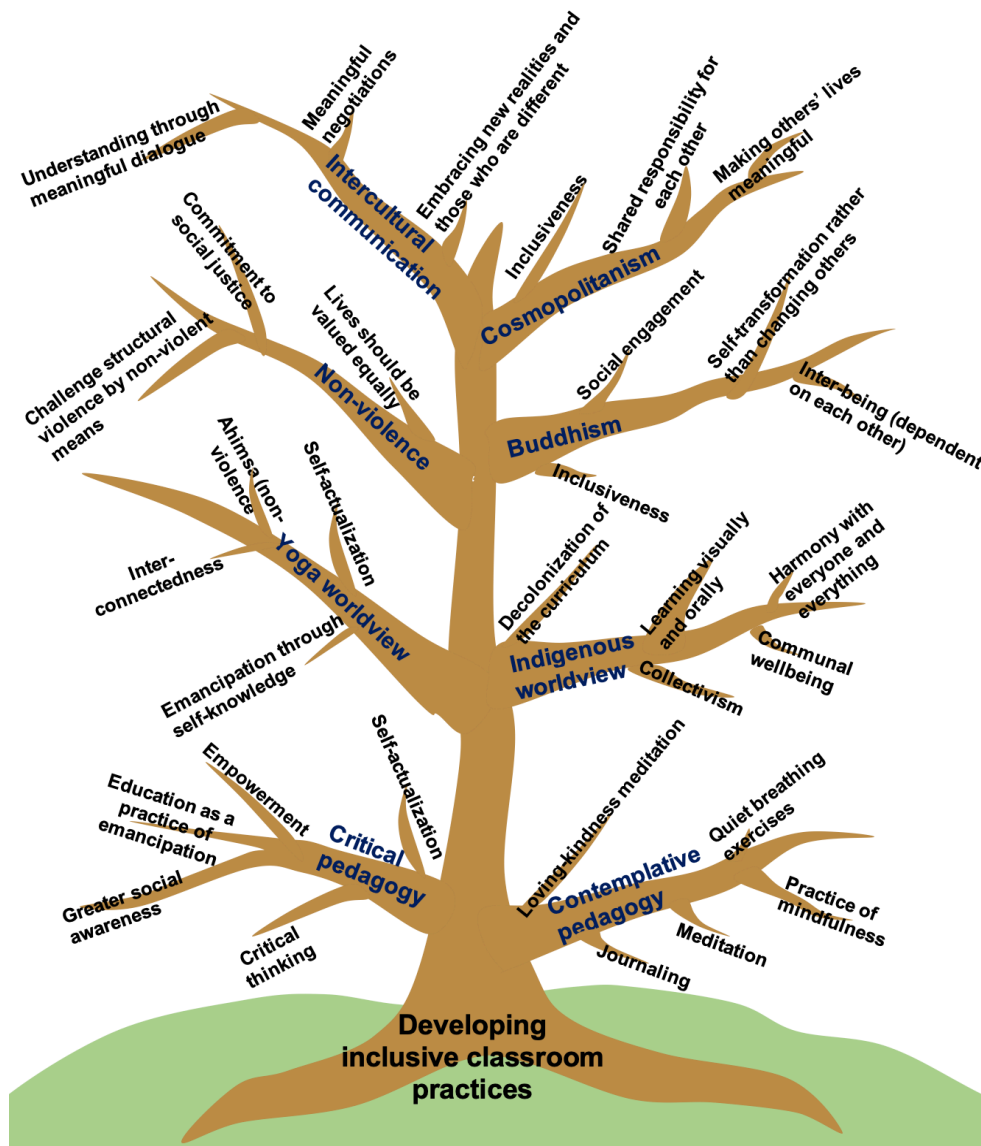 Understanding through
meaningful dialogue
Meaningful
negotiations
Intercultural
communication
Embracing new realities and
those who are different
Inclusiveness
Shared responsibility for
each other
Making others' lives
meaningful
Cosmopolitanism
Commitment to
social justice
Challenge structural
violence by non-violent
means
Lives should be
valued equally
Non-violence
Social engagement
Self-transformation rather
than changing others
Inter-being (dependent
on each other)
Buddhism
Inclusiveness
Ahimsa (non-
violence
Self-actualization
Inter-
connectedness
Yoga worldview
Emancipation through
self-knowledge
Decolonization of
the curriculum
Learning visually
and orally
Harmony with
everyone and
everything
Indigenous
worldview
Collectivism
Communal
wellbeing
Empowerment
Self-actualization
Education as a
practice of
emancipation
Critical
pedagogy
Greater social
awareness
Critical
thinking
Loving-kindness meditation
Quiet breathing
exercises
Contemplative
pedagogy
Practice of
mindfulness
Meditation
Journaling
Developing
inclusive classroom
practices